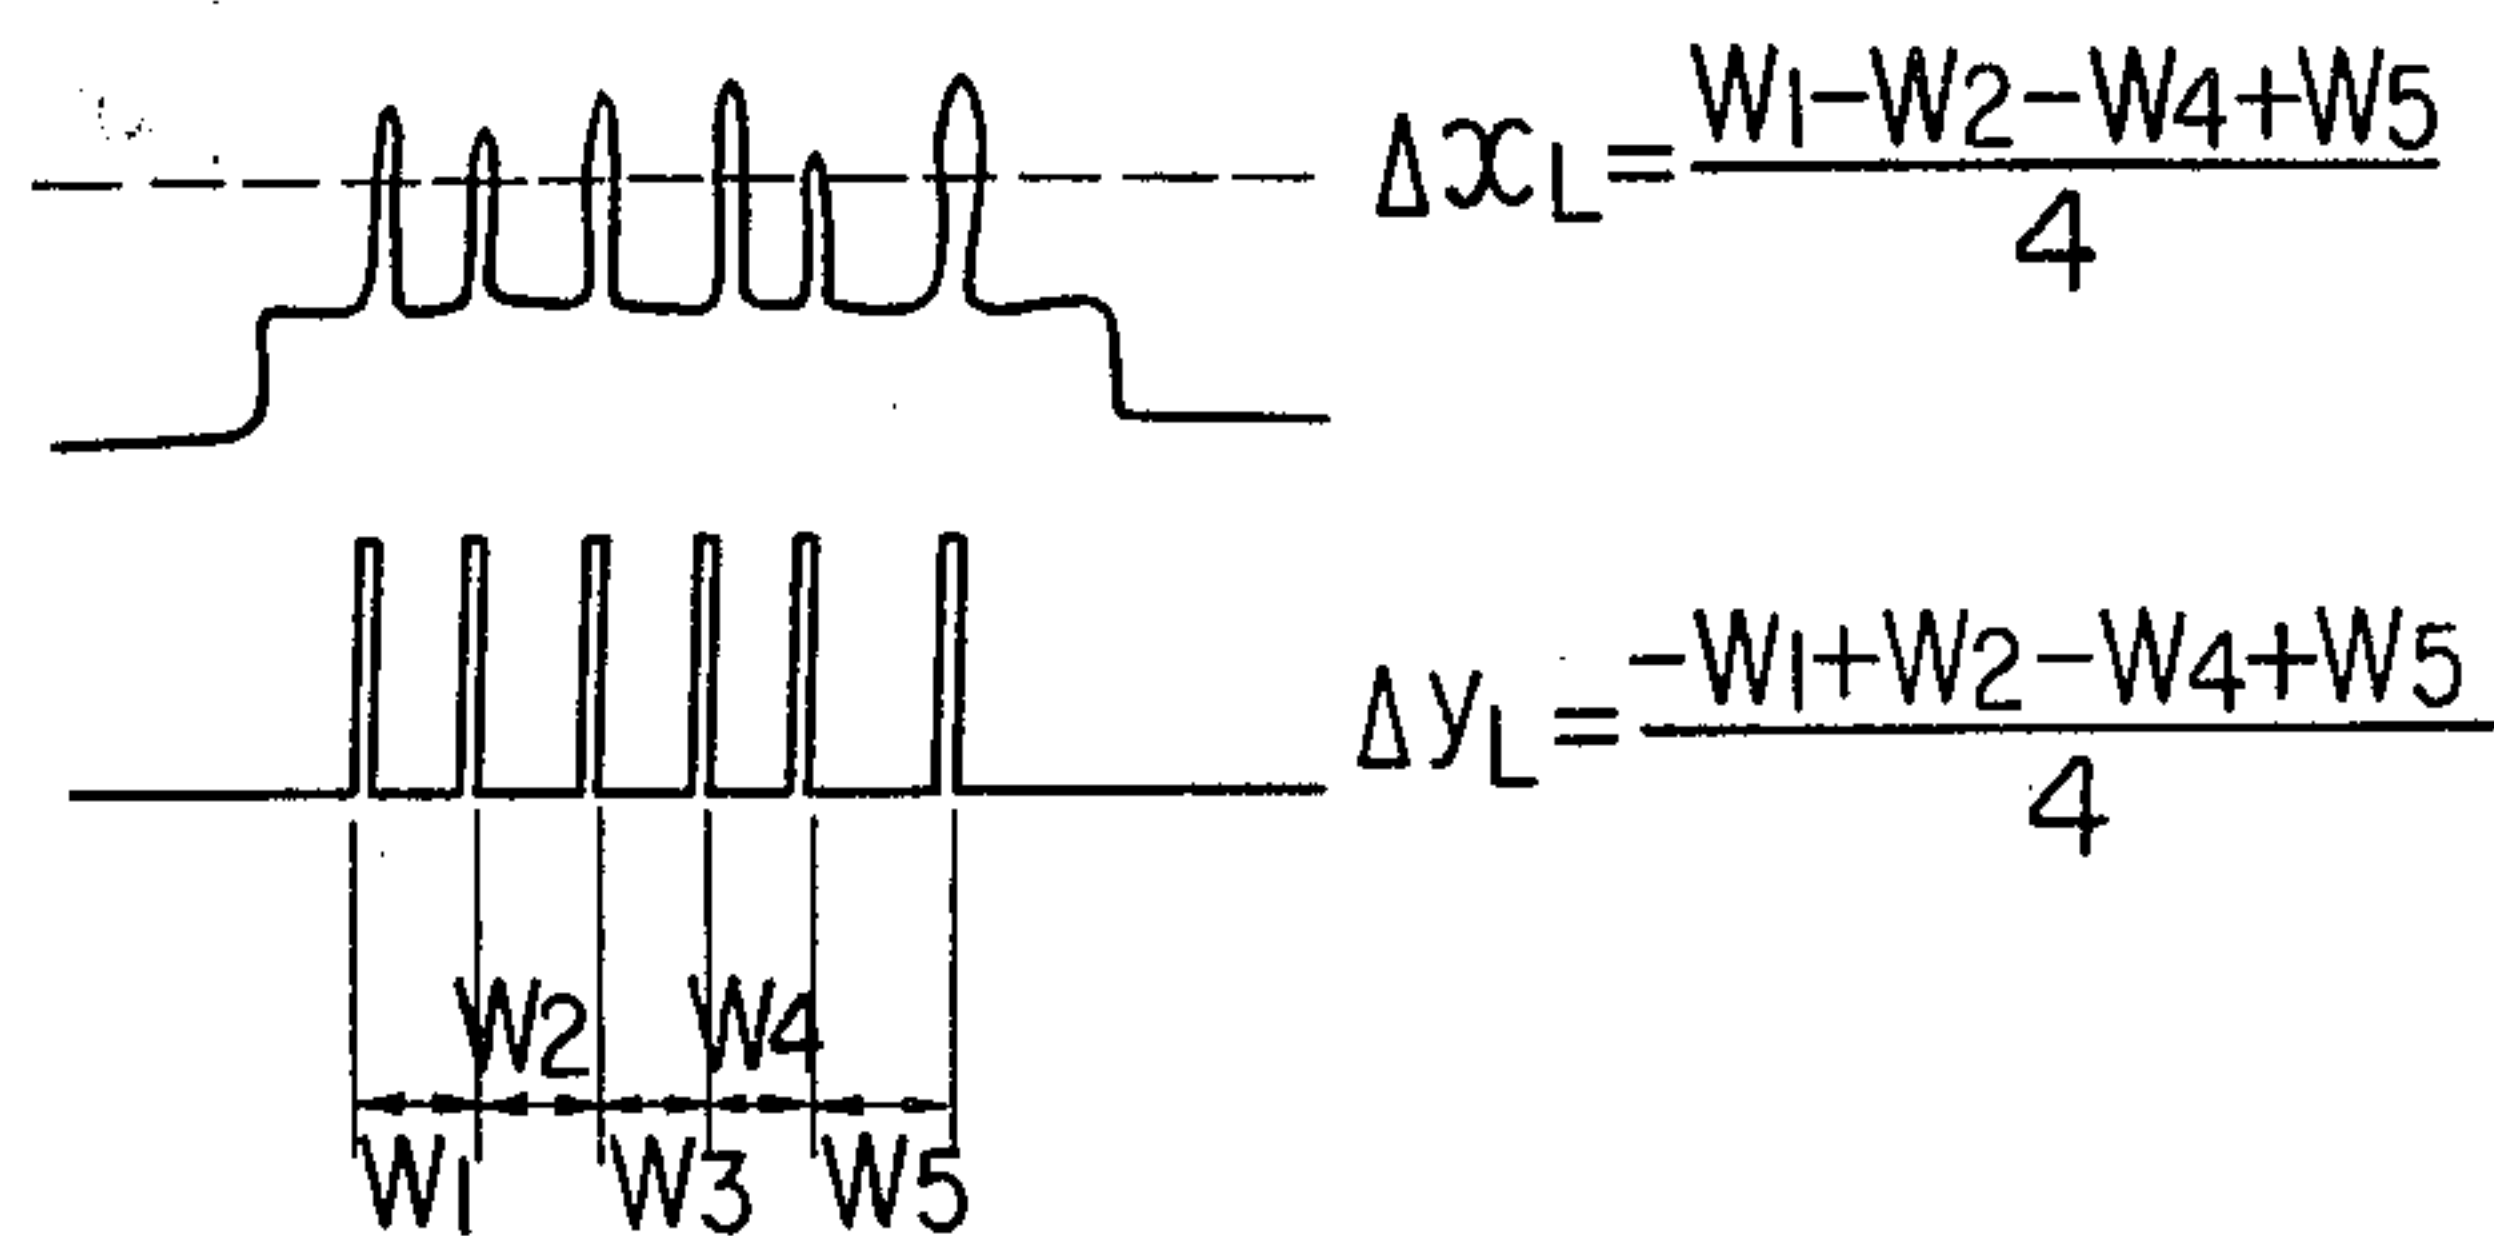 ΔxL = (W1-W2-W4+W5)/4
ΔyL = (-W1+W2-W4+W5)/4
W2 W4
W1 W3 W5